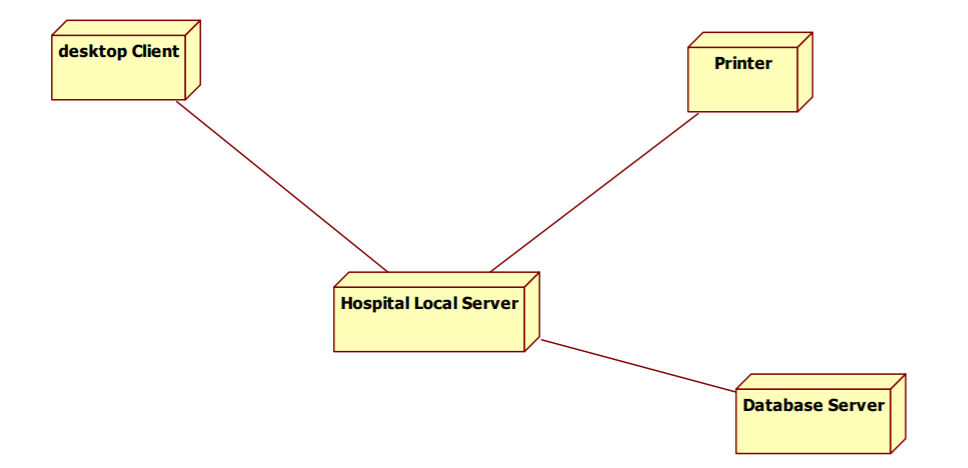 desktop Client
Printer
Hospital Local Server
Database Server